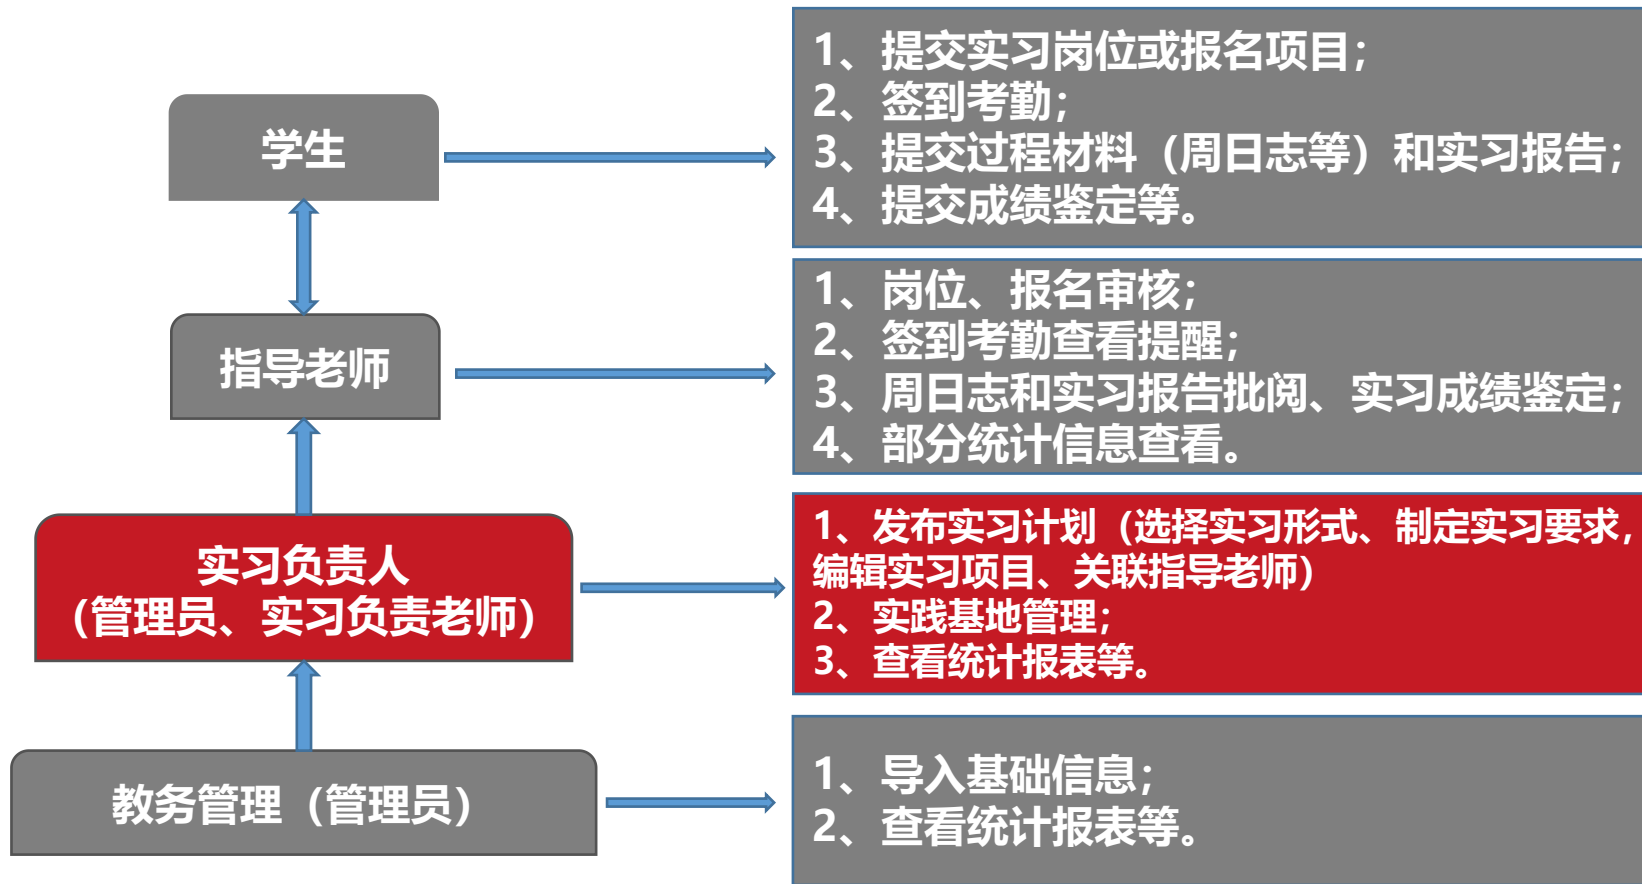 学生
1、提交实习岗位或报名项目；
2、签到考勤；
3、提交过程材料（周日志等）和实习报告；
4、提交成绩鉴定等。
指导老师
1、岗位、报名审核；
2、签到考勤查看提醒；
3、周日志和实习报告批阅、实习成绩鉴定；
4、部分统计信息查看。
实习负责人
（管理员、实习负责老师）
1、发布实习计划（选择实习形式、制定实习要求，
编辑实习项目、关联指导老师）
2、实践基地管理；
3、查看统计报表等。
教务管理（管理员）
1、导入基础信息；
2、查看统计报表等。